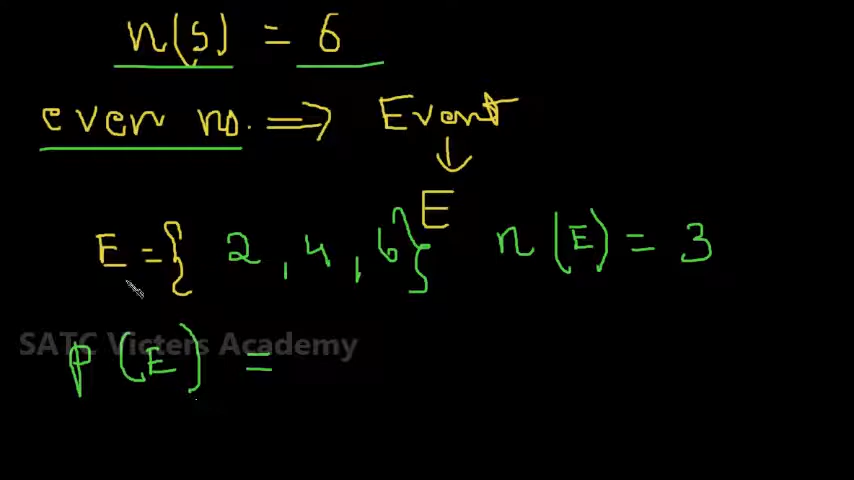 n(s) = 6
even no. ⟹ Event
↓
E
E = { 2, 4, 6} n(E) = 3
SATC Victers Academy
P(E) =